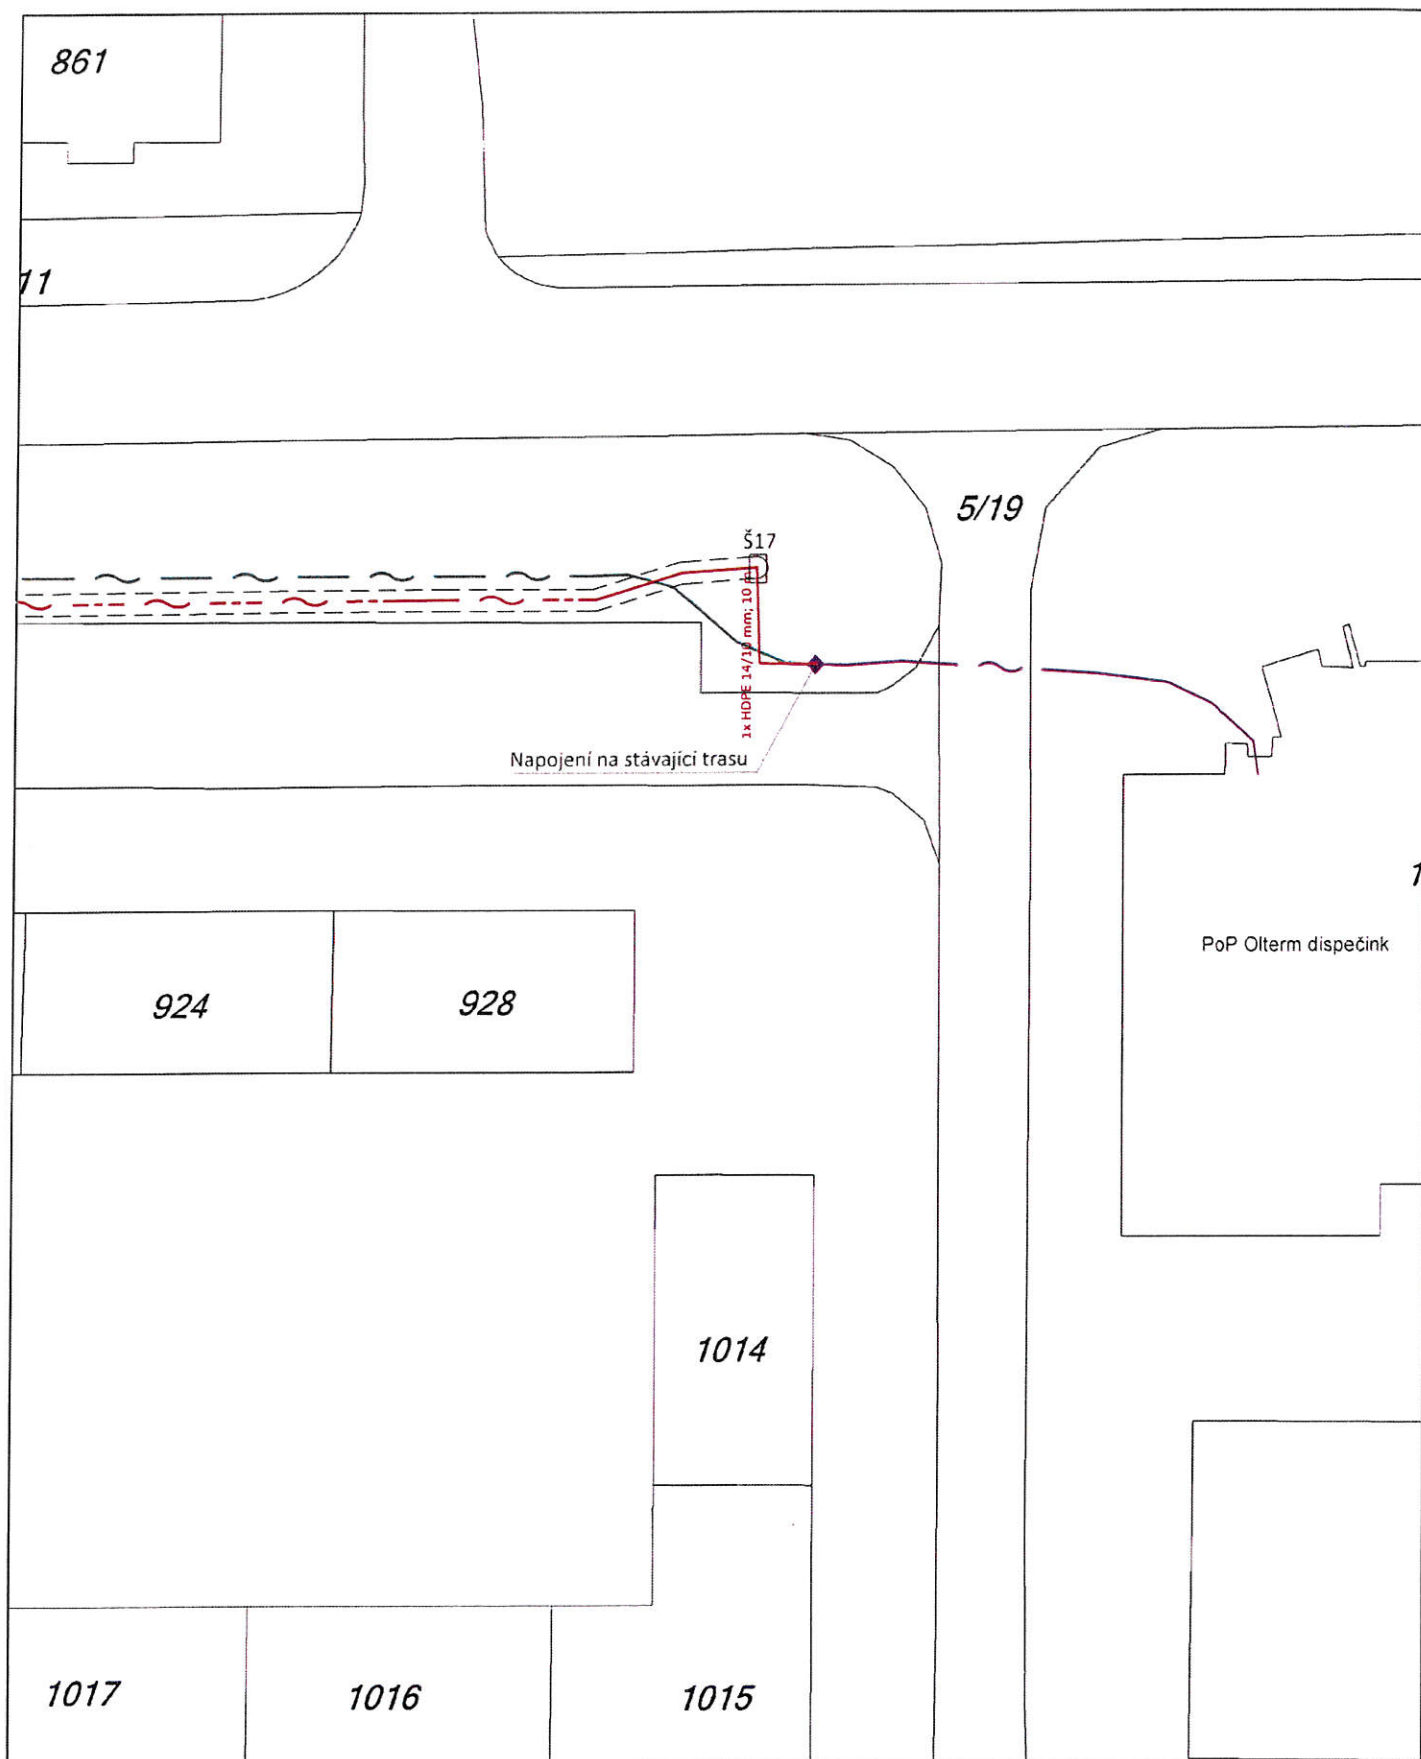 861
11
5/19
Š17
1x HDPE 14/10 mm; 10 m
Napojení na stávající trasu
1
PoP Olterm dispečink
924
928
1014
1017
1016
1015